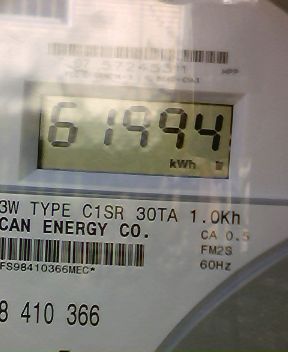 61994
kWh
3W TYPE C1SR 30TA 1.0Kh
CAN ENERGY CO.
CA 0.5
FM2S
60Hz
FS98410366MEC*
8 410 366